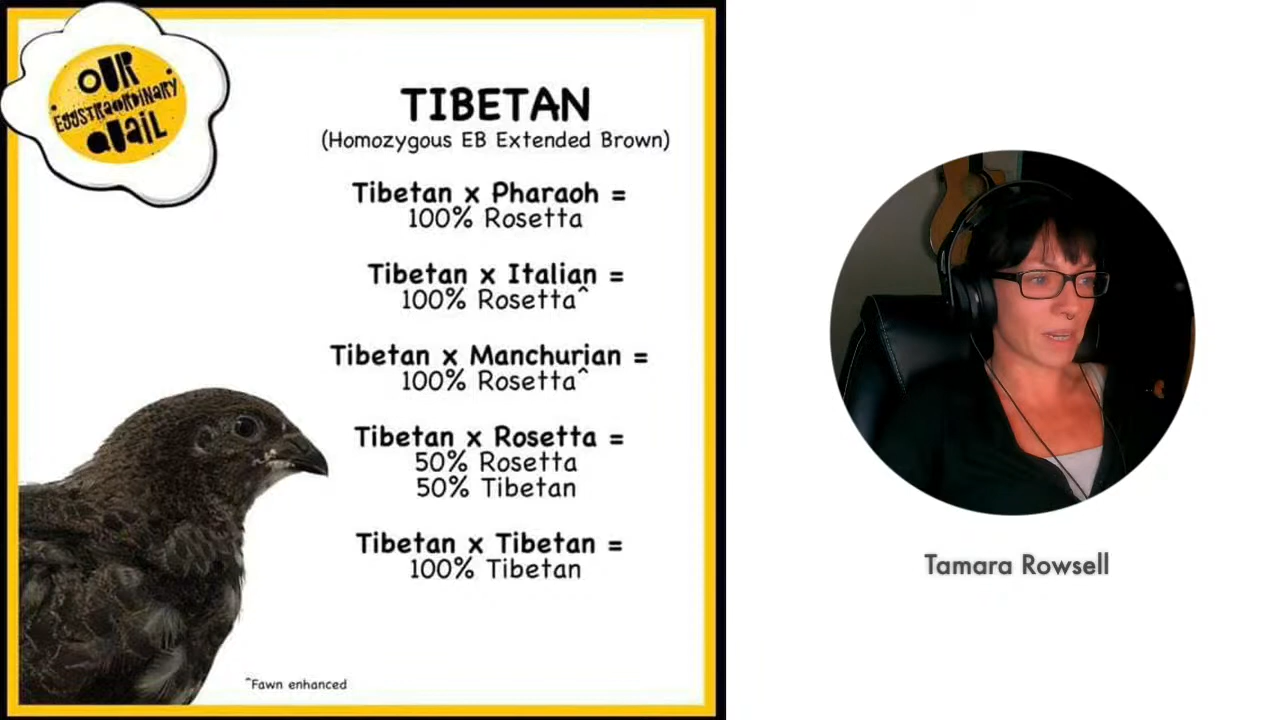 OUR
EGGSTRAORDINARY
QUAIL
TIBETAN
(Homozygous EB Extended Brown)
Tibetan x Pharaoh =
100% Rosetta
Tibetan x Italian =
100% Rosetta^
Tibetan x Manchurian =
100% Rosetta^
Tibetan x Rosetta =
50% Rosetta
50% Tibetan
Tibetan x Tibetan =
100% Tibetan
^Fawn enhanced
Tamara Rowsell